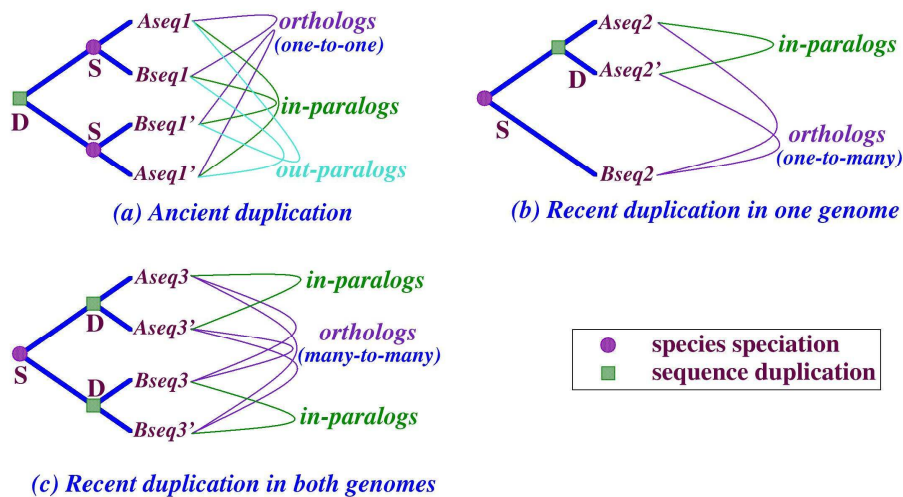 Aseq1
orthologs
(one-to-one)
S
Bseq1
in-paralogs
D
S
Bseq1’
out-paralogs
Aseq1’
(a) Ancient duplication
Aseq2
in-paralogs
D
Aseq2’
S
orthologs
(one-to-many)
Bseq2
(b) Recent duplication in one genome
Aseq3
in-paralogs
D
Aseq3’
orthologs
(many-to-many)
S
D
Bseq3
in-paralogs
Bseq3’
(c) Recent duplication in both genomes
species speciation
sequence duplication